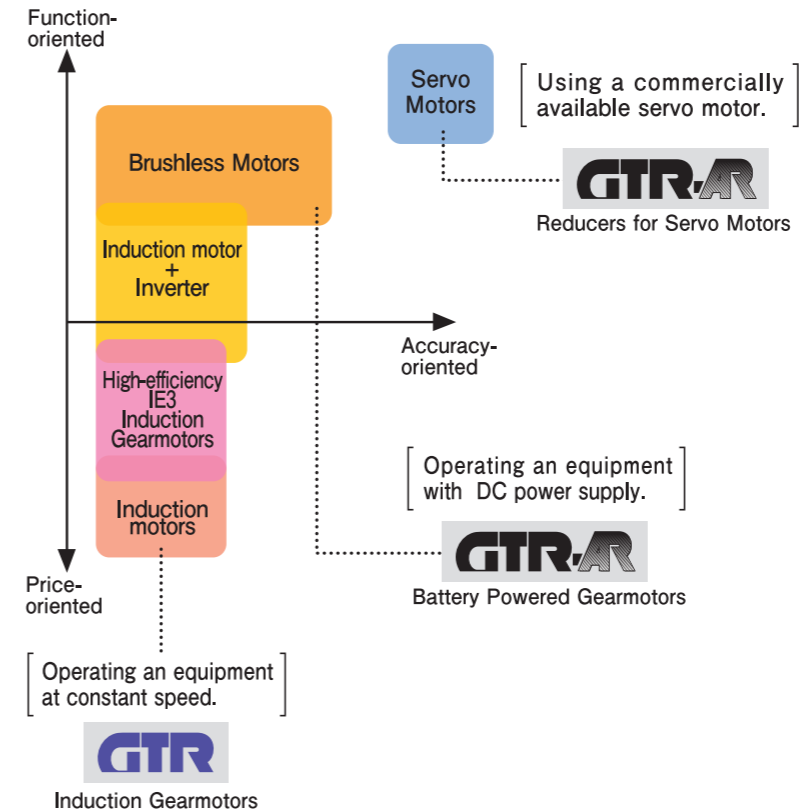 Function-
oriented
Servo
Motors
Using a commercially
available servo motor.
GTR-AR
Reducers for Servo Motors
Brushless Motors
Induction motor
+
Inverter
Accuracy-
oriented
High-efficiency
IE3
Induction
Gearmotors
Operating an equipment
with DC power supply.
GTR-AR
Battery Powered Gearmotors
Induction
motors
Price-
oriented
Operating an equipment
at constant speed.
GTR
Induction Gearmotors